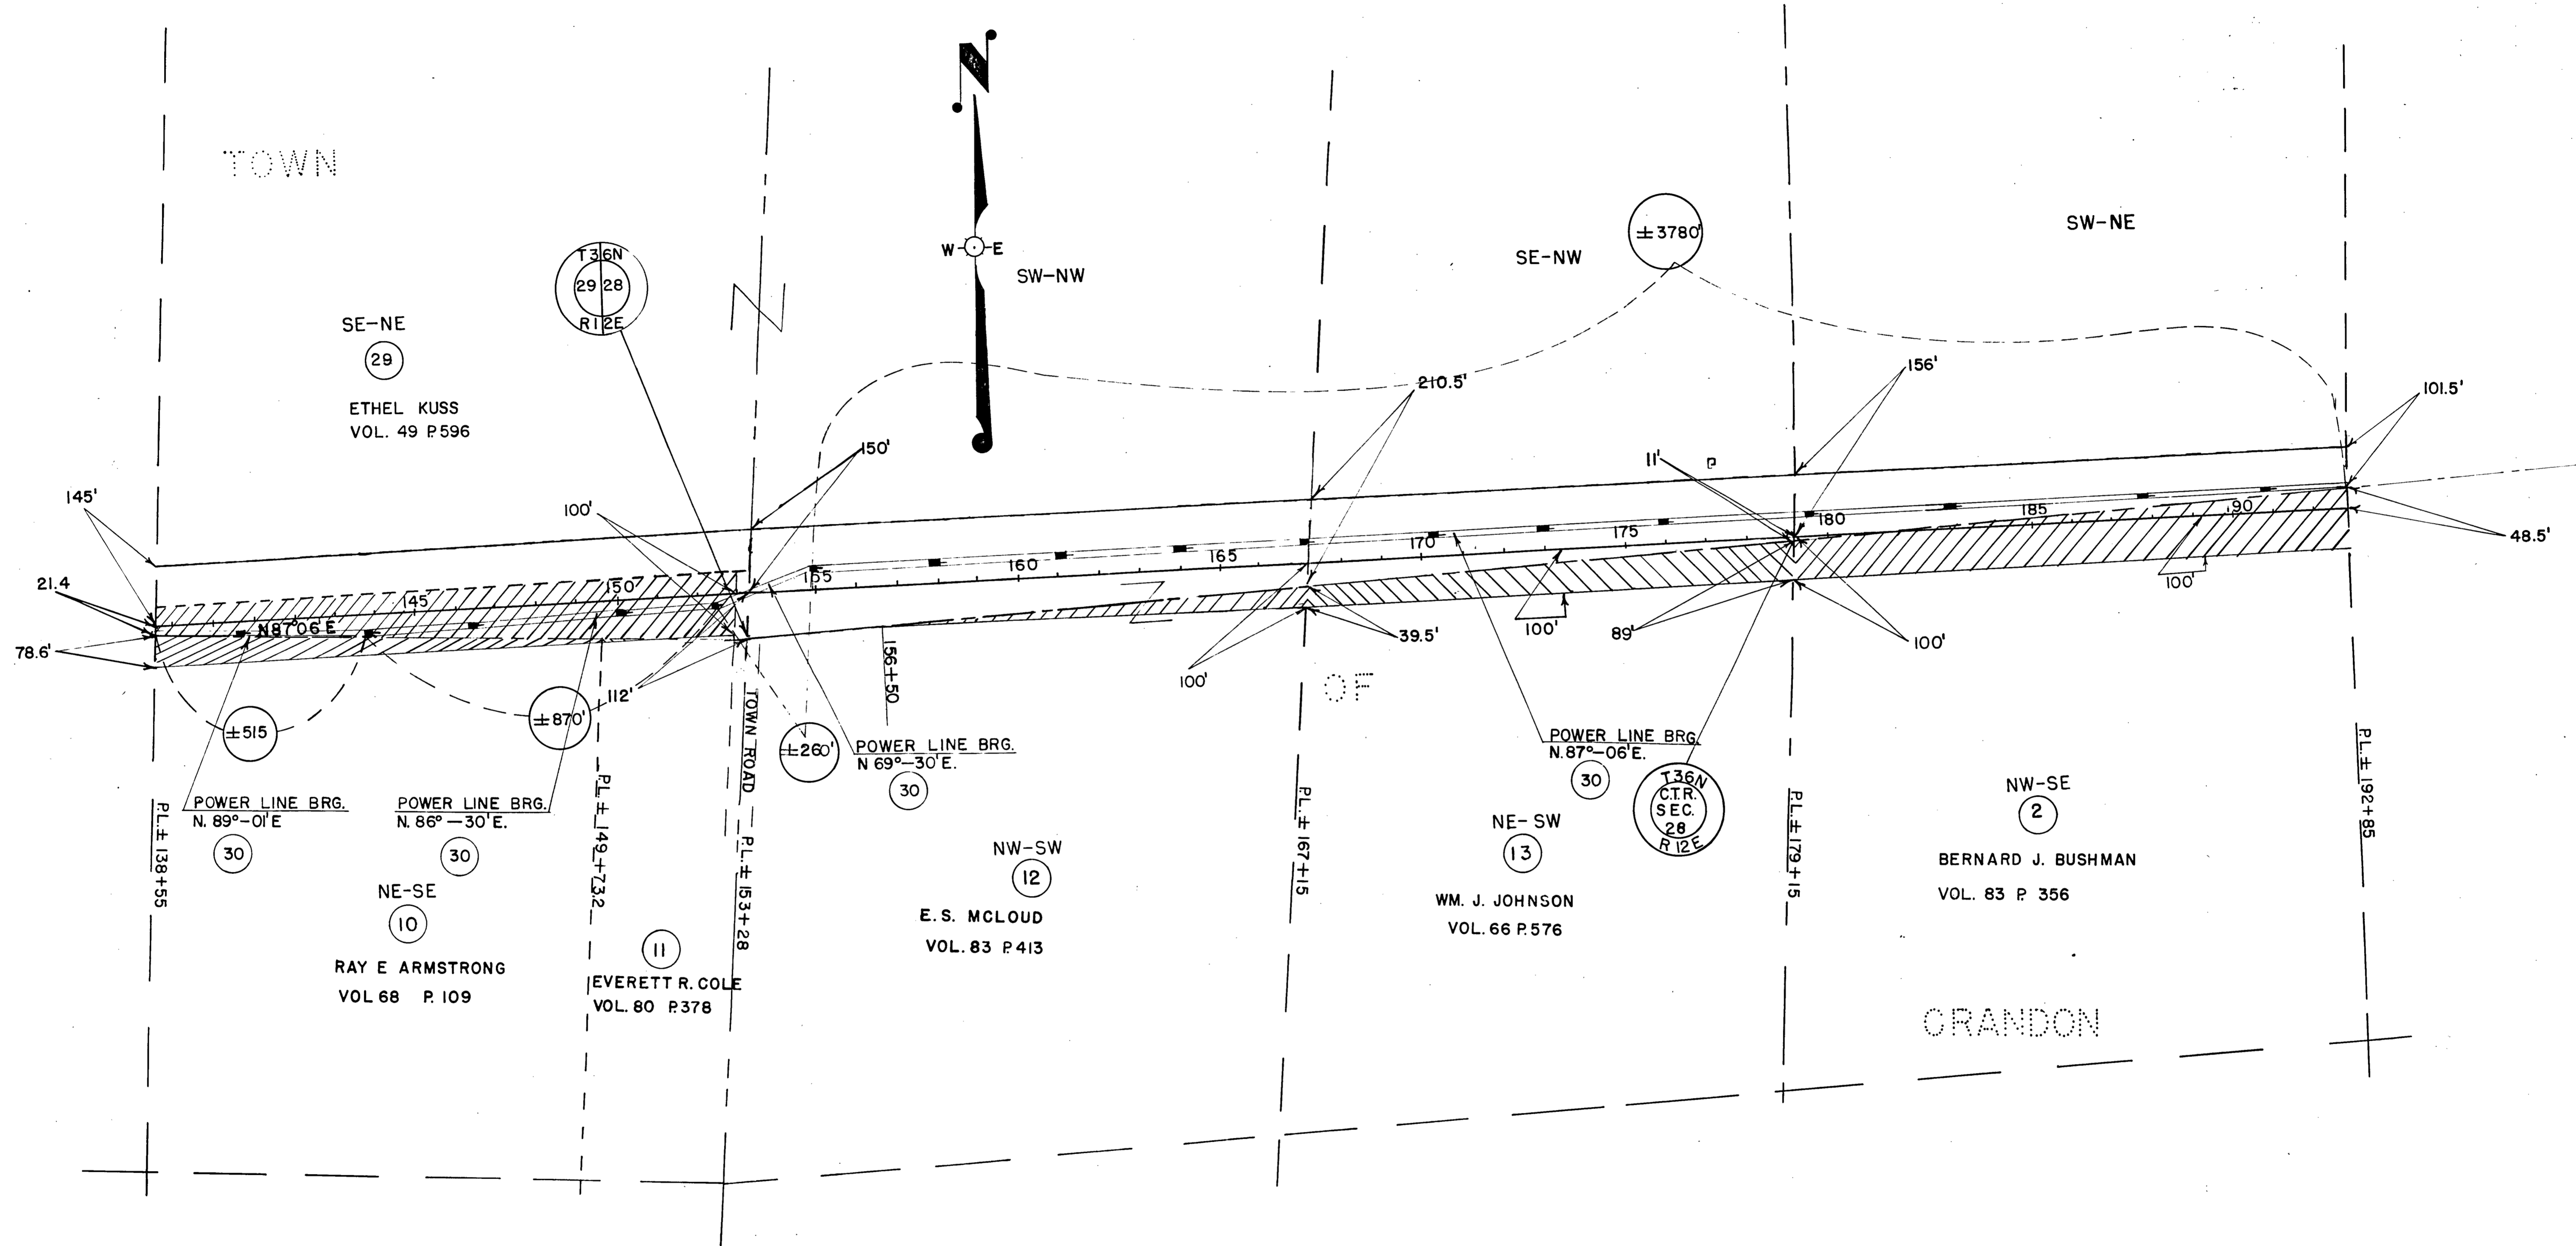 N
TOWN
T36N
29 28
R12E
W E
SW-NW
SE-NW
±3780'
SW-NE
SE-NE
29
ETHEL KUSS
VOL. 49 P.596
145'
100'
150'
210.5'
11'
156'
101.5'
21.4
78.6'
N87°06'E
145
150
155
160
165
170
175
180
185
190
48.5'
100'
112'
100'
39.5'
100'
89'
100'
±515
±870'
±260'
156+50
OF
POWER LINE BRG.
N. 89°-01'E
30
POWER LINE BRG.
N. 86°-30'E.
30
POWER LINE BRG.
N 69°-30'E.
30
POWER LINE BRG.
N. 87°-06'E.
30
T36N
C.T.R.
SEC.
28
R 12 E
P.L.± 138+55
P.L.± 149+73.2
TOWN ROAD
P.L.± 153+28
P.L.± 167+15
P.L.± 179+15
P.L.± 192+85
NE-SE
10
RAY E ARMSTRONG
VOL 68 P. 109
11
EVERETT R. COLE
VOL. 80 P.378
NW-SW
12
E.S. MCLOUD
VOL. 83 P.413
NE-SW
13
WM. J. JOHNSON
VOL. 66 P.576
NW-SE
2
BERNARD J. BUSHMAN
VOL. 83 P. 356
CRANDON